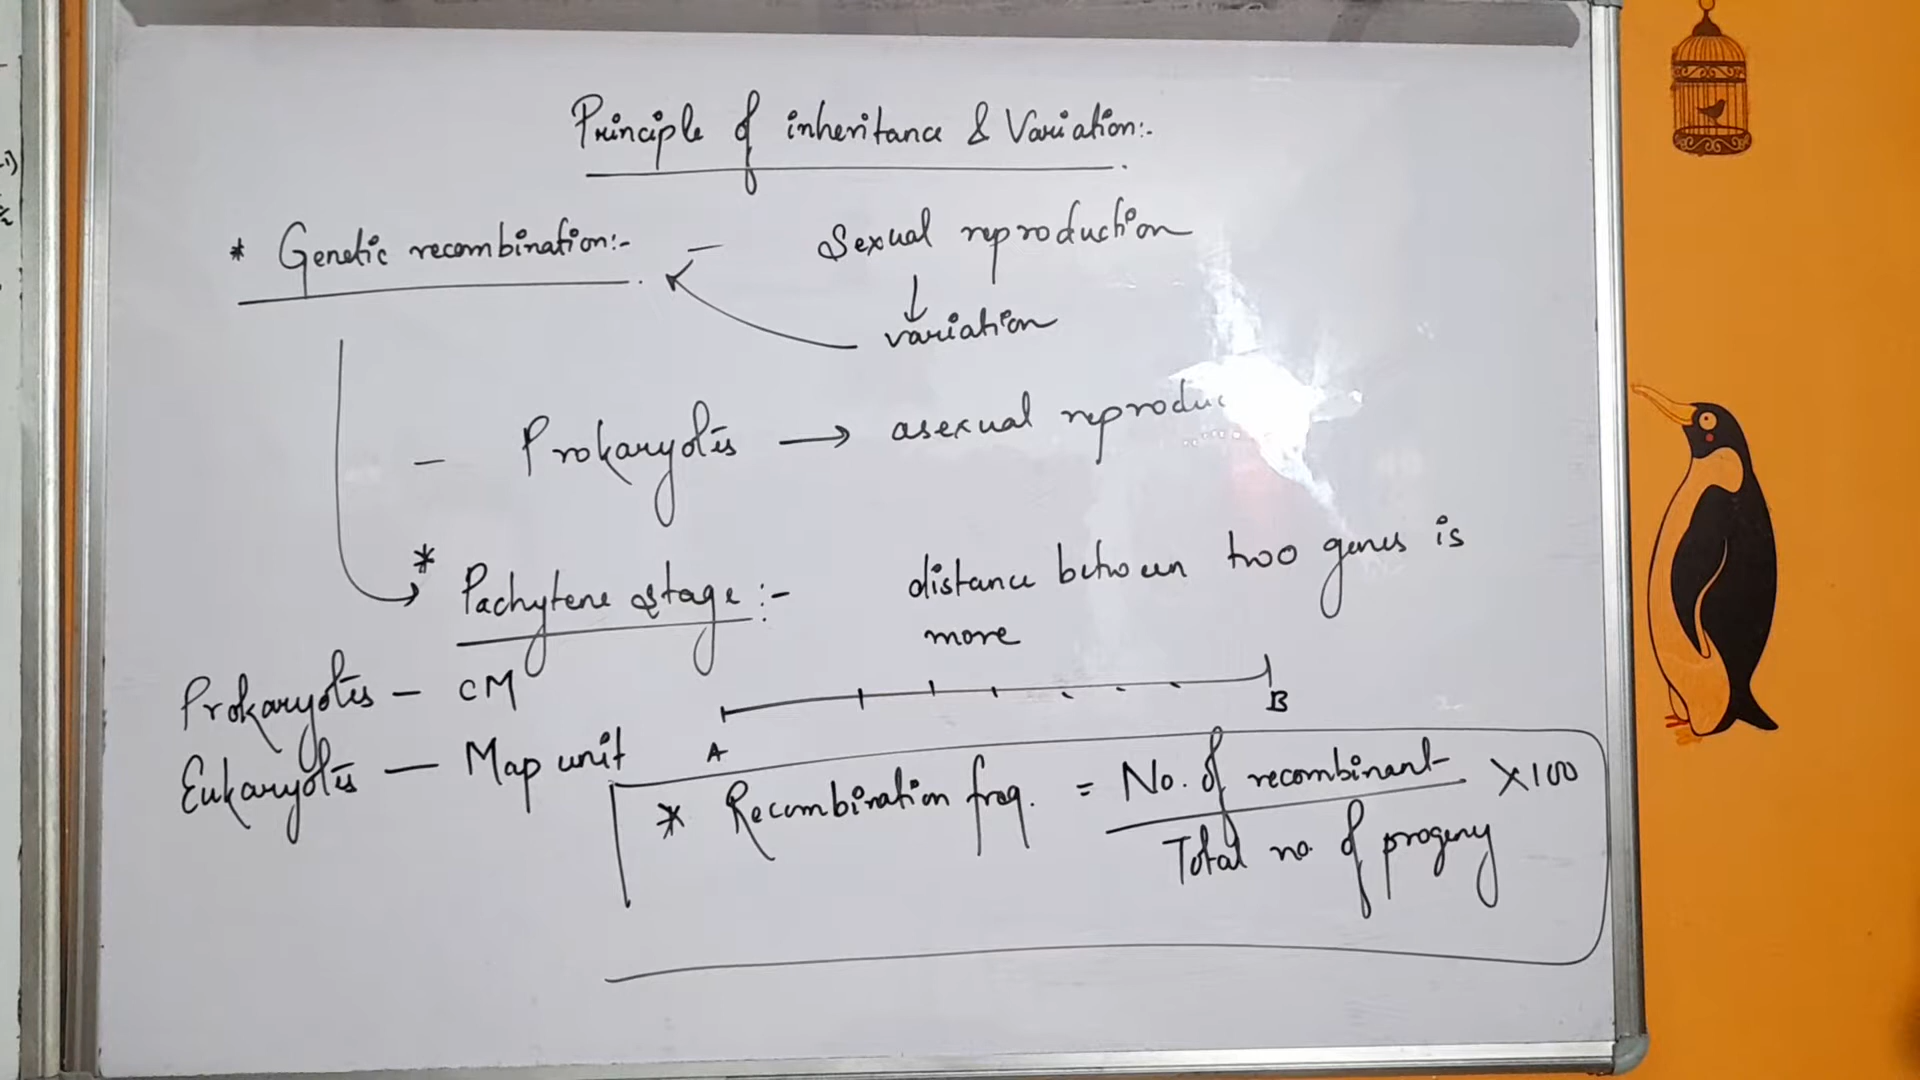 Principle of inheritance & Variation:-
* Genetic recombination:- - Sexual reproduction
↓
variation
- Prokaryotes → asexual
* Pachytene stage:- distance between two genes is
more
Prokaryotes - CM
A B
Eukaryotes - Map unit
* Recombination freq. = No. of recombinant × 100
Total no. of progeny